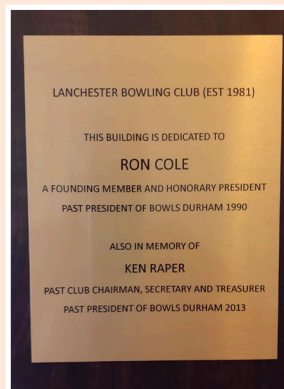 LANCHESTER BOWLING CLUB (EST 1981)
THIS BUILDING IS DEDICATED TO
RON COLE
A FOUNDING MEMBER AND HONORARY PRESIDENT
PAST PRESIDENT OF BOWLS DURHAM 1990
ALSO IN MEMORY OF
KEN RAPER
PAST CLUB CHAIRMAN, SECRETARY AND TREASURER
PAST PRESIDENT OF BOWLS DURHAM 2013